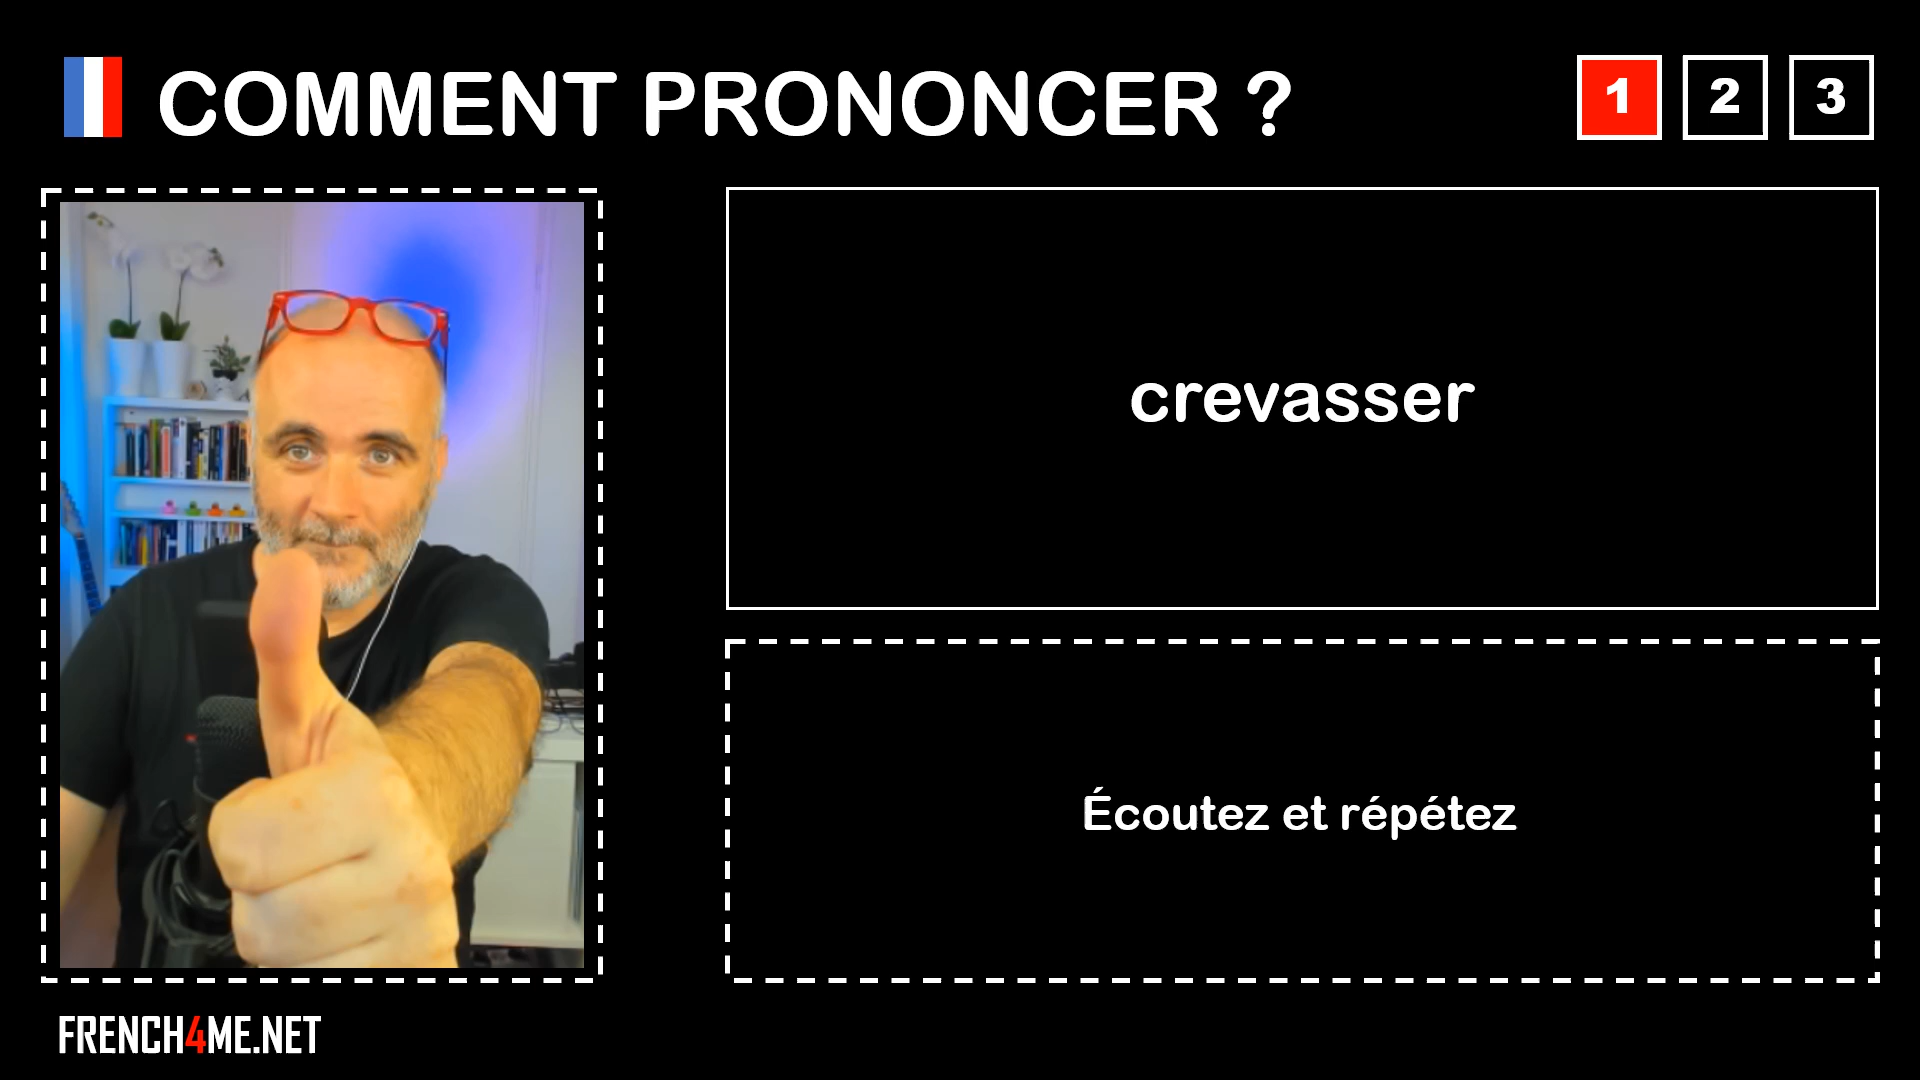 COMMENT PRONONCER ?
1 2 3
crevasser
Écoutez et répétez
FRENCH4ME.NET